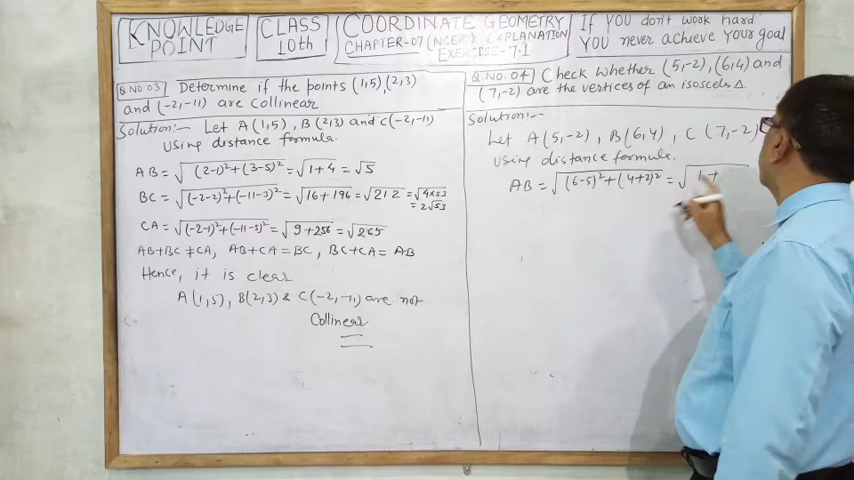 KNOWLEDGE POINT
CLASS 10th
COORDINATE GEOMETRY
CHAPTER-07 (NCERT) EXPLANATION
EXERCISE-7.1
If YOU don't work hard
YOU never achieve YOUR goal
Q.NO 03 Determine if the points (1,5), (2,3)
and (-2,-11) are Collinear
Solution:- Let A(1,5), B(2,3) and C(-2,-11)
Using distance formula.
AB = √(2-1)²+(3-5)² = √1+4 = √5
BC = √(-2-2)²+(-11-3)² = √16+196 = √212 = √4×53
= 2√53
CA = √(-2-1)²+(-11-5)² = √9+256 = √265
AB+BC ≠ CA, AB+CA = BC, BC+CA = AB
Hence, it is clear
A(1,5), B(2,3) & C(-2,-11) are not
Collinear
Q.NO.04 Check whether (5,-2), (6,4) and
(7,-2) are the vertices of an isoscels Δ.
Solution:-
Let A(5,-2), B(6,4), C(7,-2)
Using distance formula.
AB = √(6-5)²+(4+2)² = √1+